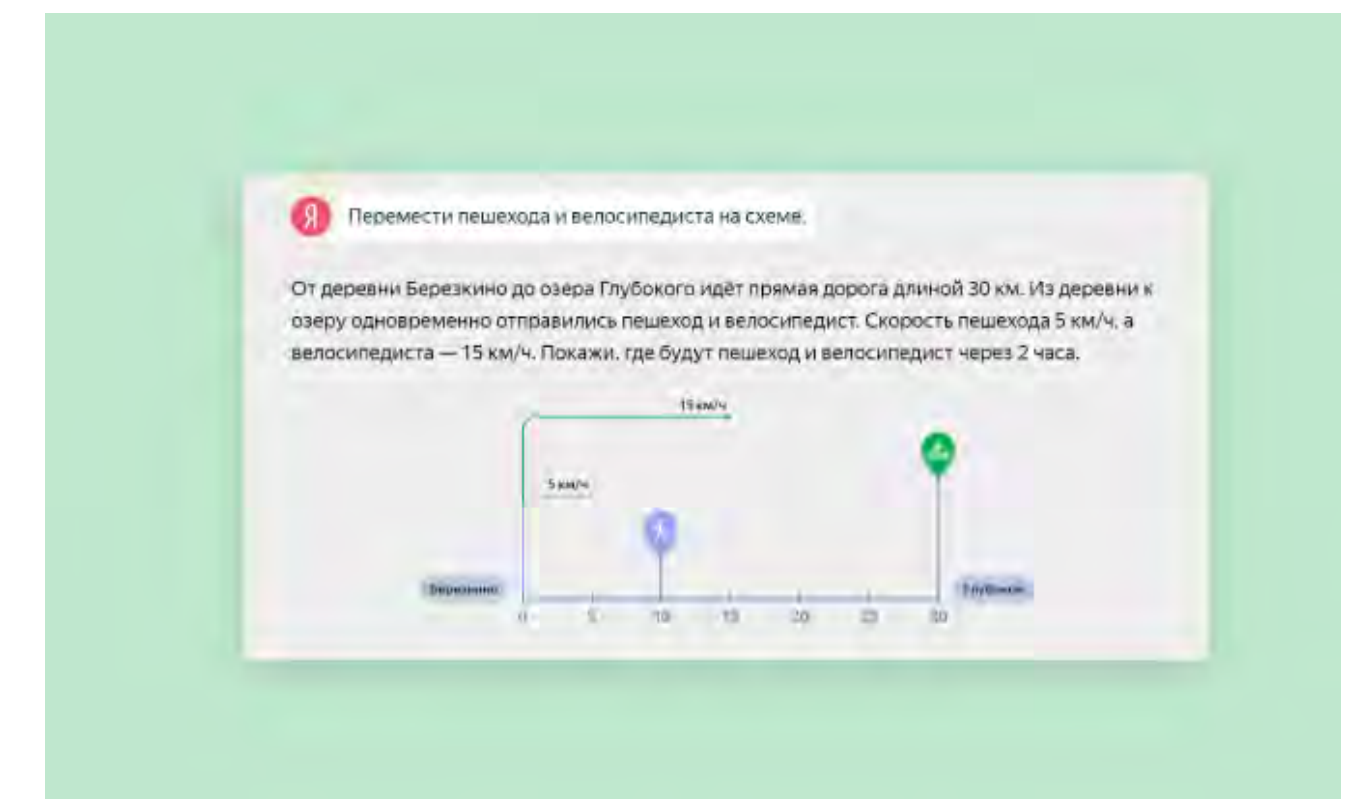 Я Перемести пешехода и велосипедиста на схеме.
От деревни Березкино до озера Глубокого идёт прямая дорога длиной 30 км. Из деревни к
озеру одновременно отправились пешеход и велосипедист. Скорость пешехода 5 км/ч, а
велосипедиста — 15 км/ч. Покажи, где будут пешеход и велосипедист через 2 часа.
15 км/ч
5 км/ч
Березкино Глубокое
0 5 10 15 20 25 30